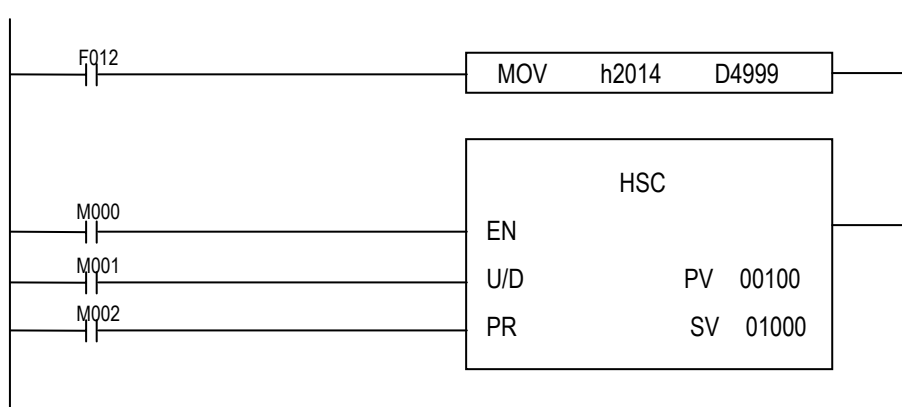 F012
MOV h2014 D4999
HSC
M000
EN
M001
U/D PV 00100
M002
PR SV 01000